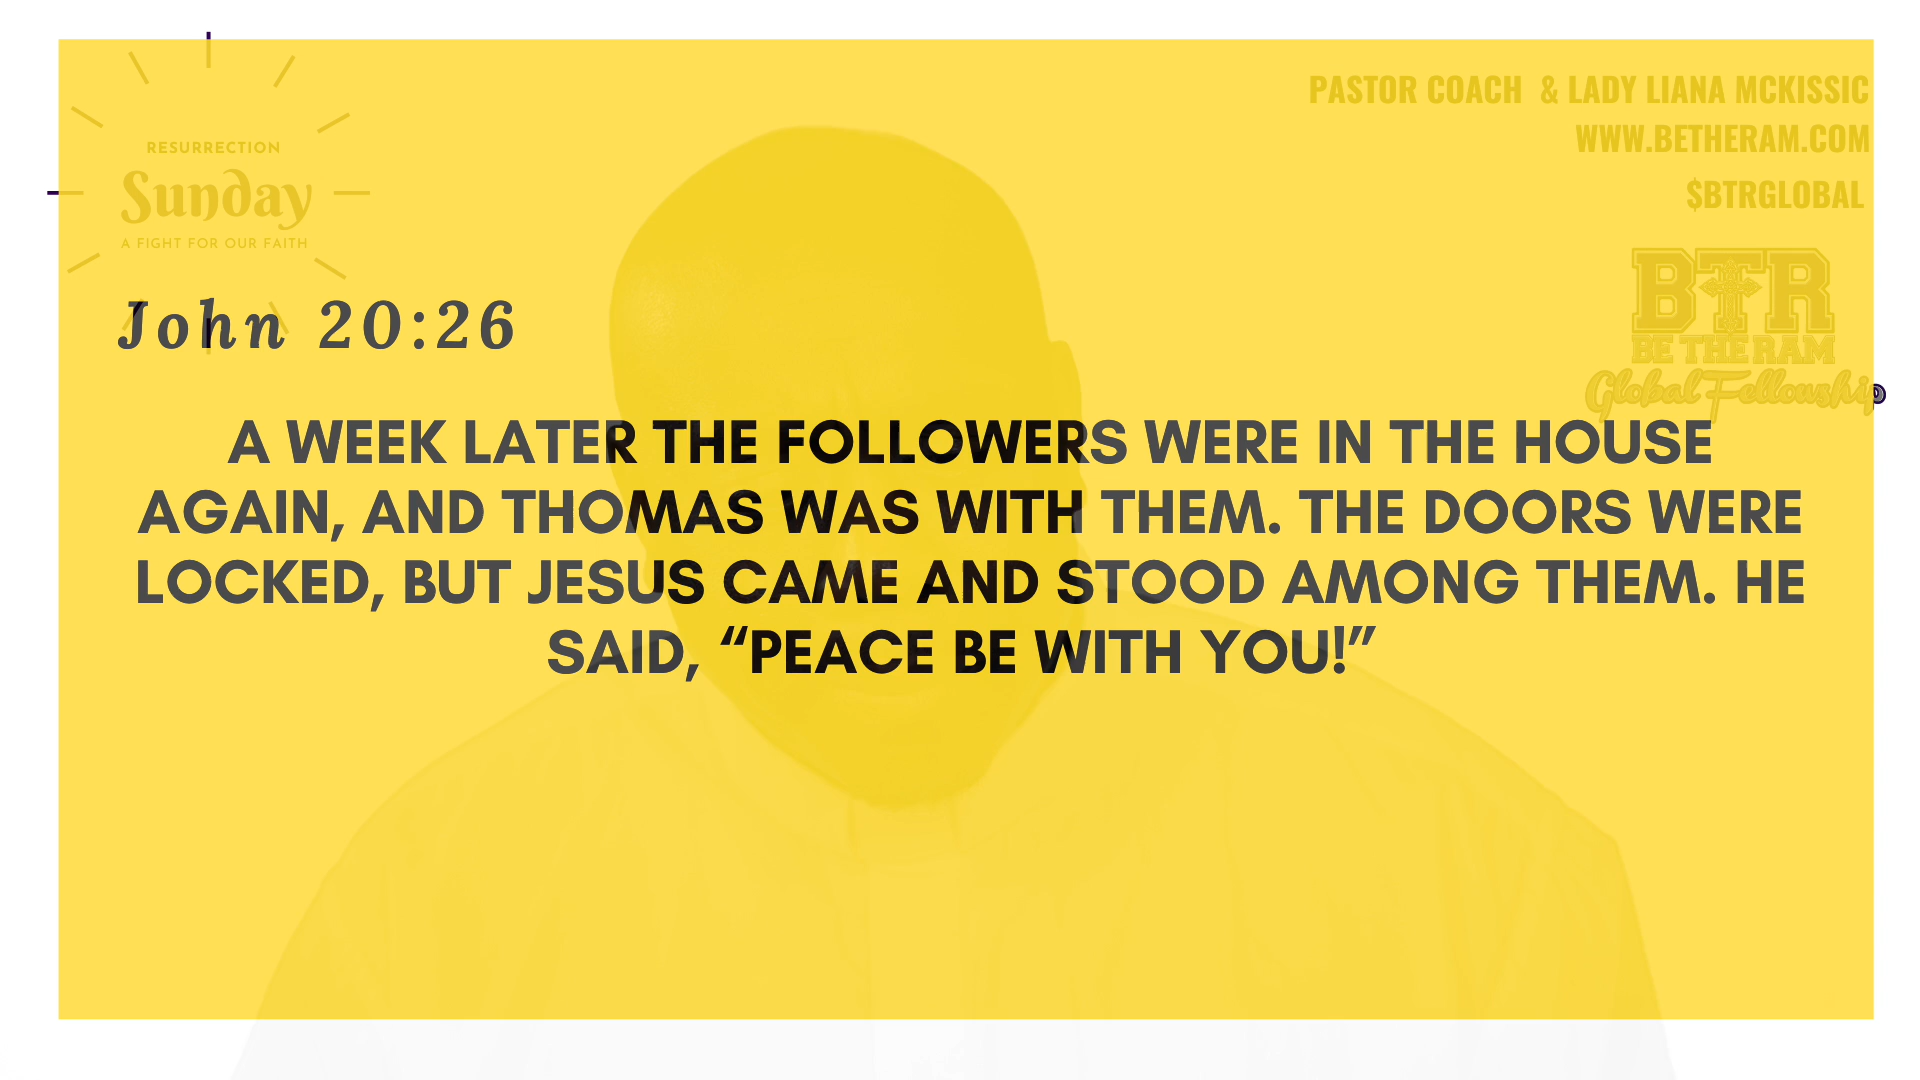 PASTOR COACH & LADY LIANA MCKISSIC
WWW.BETHERAM.COM
$BTRGLOBAL
RESURRECTION
Sunday
A FIGHT FOR OUR FAITH
BTR
BE THE RAM
Global Fellowship
John 20:26
A WEEK LATER THE FOLLOWERS WERE IN THE HOUSE
AGAIN, AND THOMAS WAS WITH THEM. THE DOORS WERE
LOCKED, BUT JESUS CAME AND STOOD AMONG THEM. HE
SAID, “PEACE BE WITH YOU!”